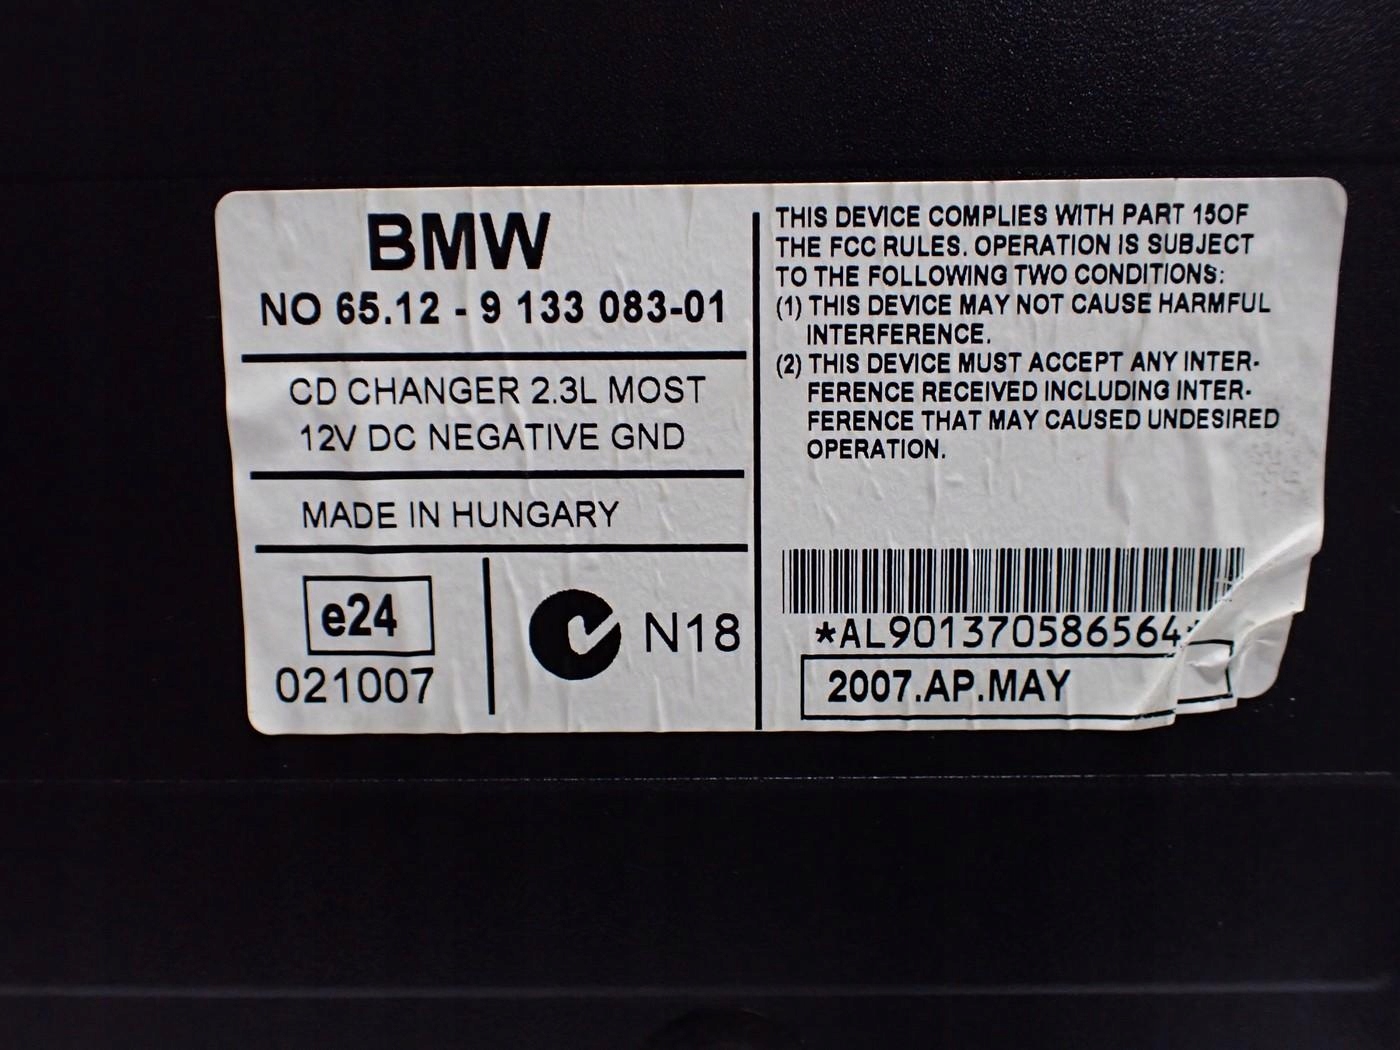 BMW
NO 65.12 - 9 133 083-01
CD CHANGER 2.3L MOST
12V DC NEGATIVE GND
MADE IN HUNGARY
e24
021007
N18
THIS DEVICE COMPLIES WITH PART 15OF
THE FCC RULES. OPERATION IS SUBJECT
TO THE FOLLOWING TWO CONDITIONS:
(1) THIS DEVICE MAY NOT CAUSE HARMFUL
INTERFERENCE.
(2) THIS DEVICE MUST ACCEPT ANY INTER-
FERENCE RECEIVED INCLUDING INTER-
FERENCE THAT MAY CAUSED UNDESIRED
OPERATION.
*AL901370586564*
2007.AP.MAY